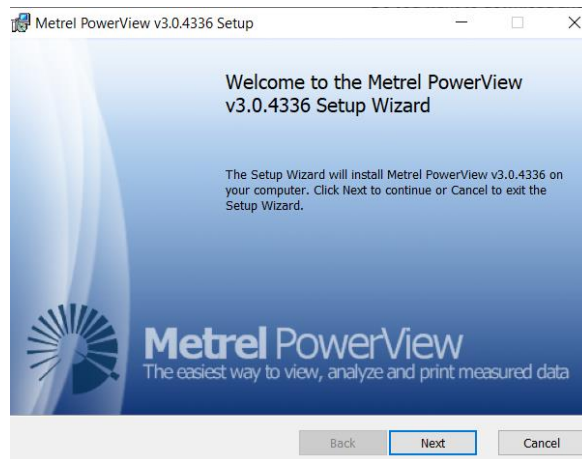 Metrel PowerView v3.0.4336 Setup
Welcome to the Metrel PowerView
v3.0.4336 Setup Wizard
The Setup Wizard will install Metrel PowerView v3.0.4336 on
your computer. Click Next to continue or Cancel to exit the
Setup Wizard.
Metrel PowerView
The easiest way to view, analyze and print measured data
Back Next Cancel